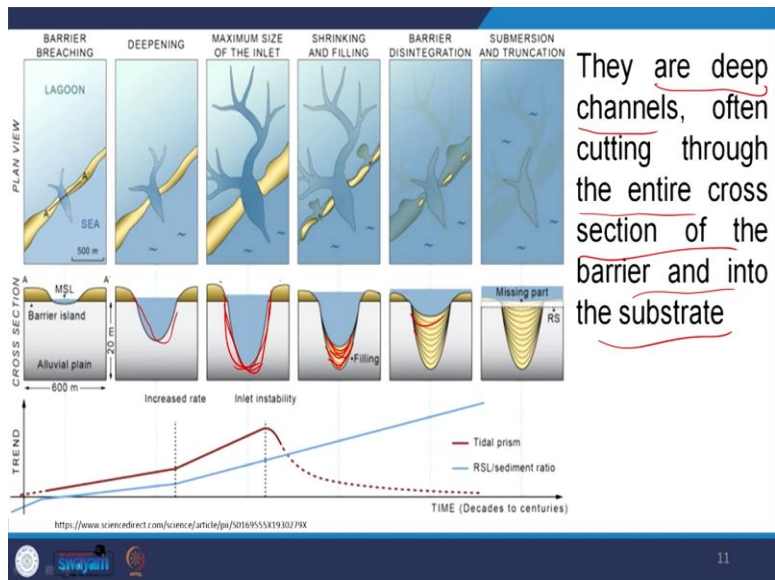 BARRIER BREACHING
DEEPENING
MAXIMUM SIZE OF THE INLET
SHRINKING AND FILLING
BARRIER DISINTEGRATION
SUBMERSION AND TRUNCATION
PLAN VIEW
LAGOON
A'
A
SEA
500 m
They are deep
channels, often
cutting through
the entire cross
section of the
barrier and into
the substrate
CROSS SECTION
A
A'
MSL
Barrier island
Alluvial plain
20 m
600 m
Filling
Missing part
RS
Increased rate
Inlet instability
TREND
Tidal prism
RSL/sediment ratio
TIME (Decades to centuries)
https://www.sciencedirect.com/science/article/pii/S0169555X1930279X
swayam
11